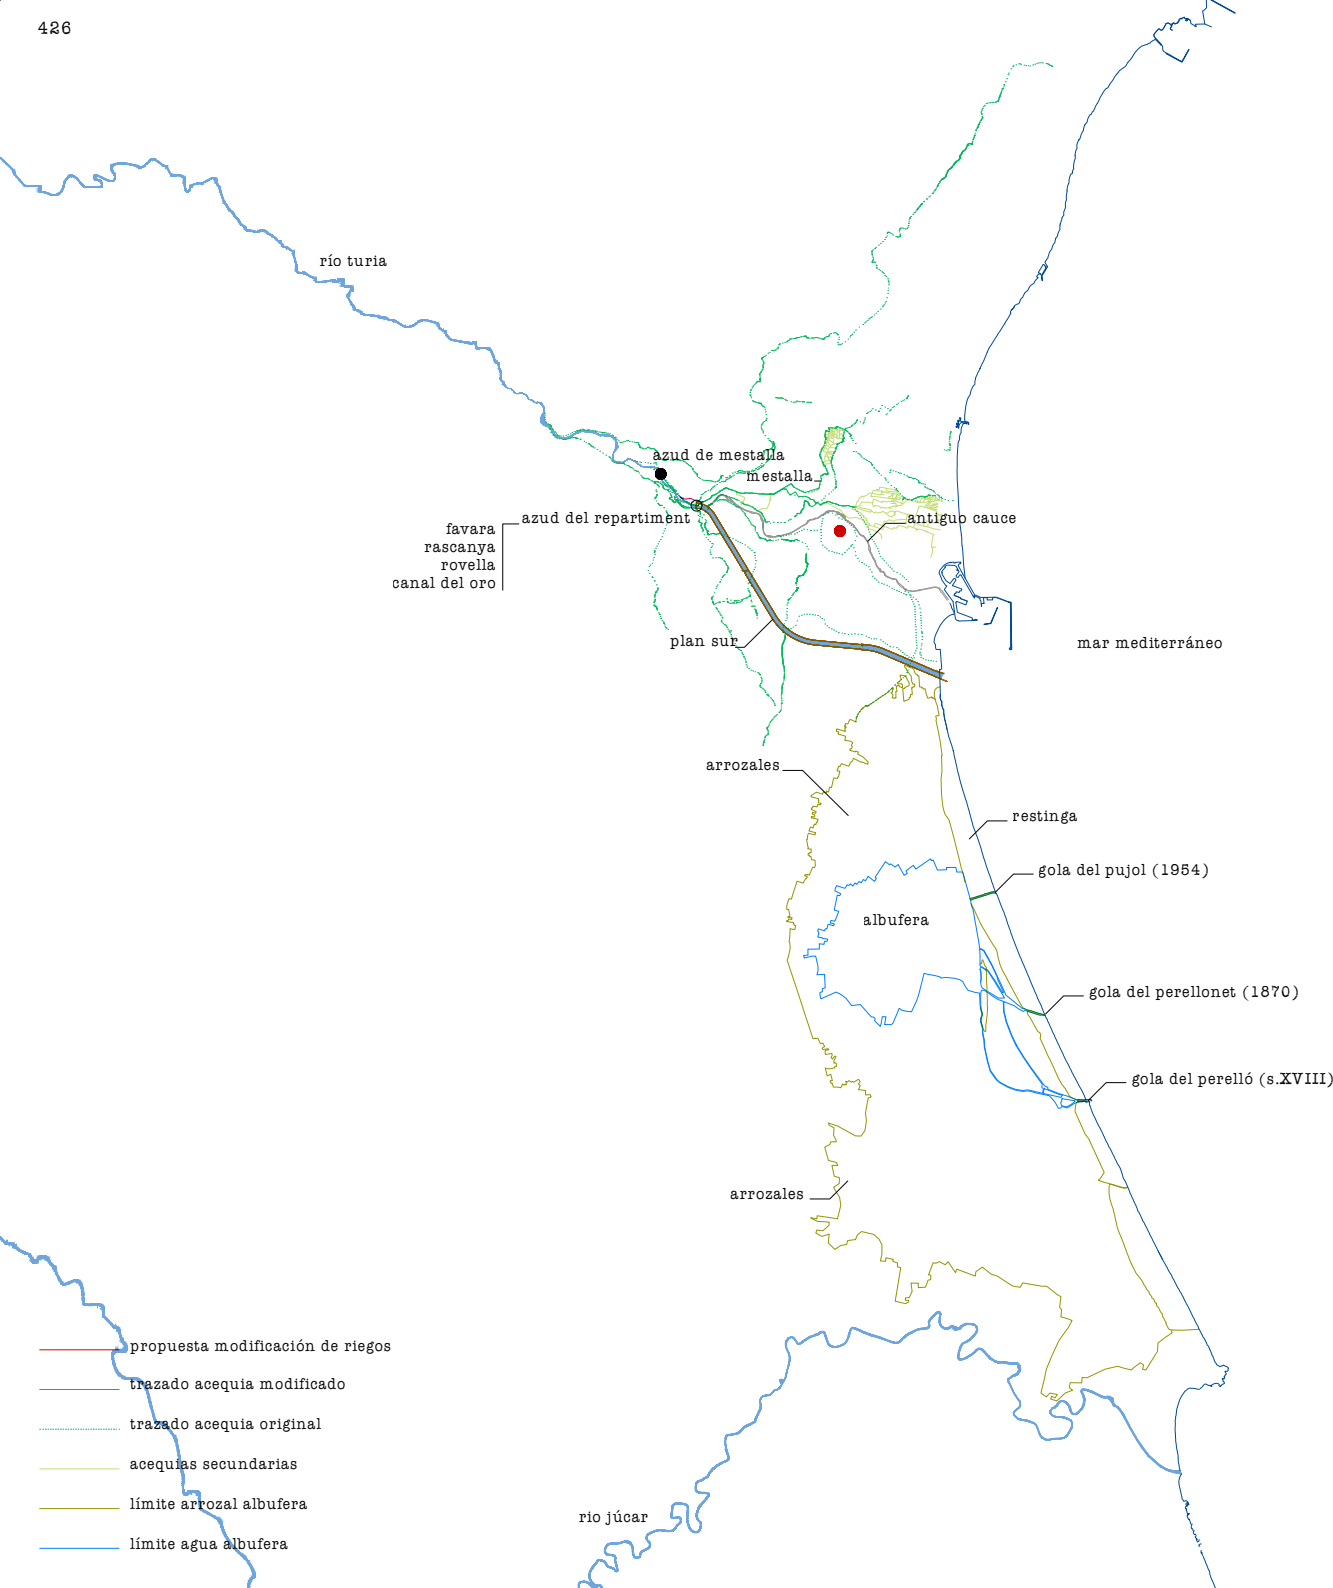 426
río turia
azud de mestalla
mestalla
azud del repartiment
antiguo cauce
favara
rascanya
rovella
canal del oro
plan sur
mar mediterráneo
arrozales
restinga
gola del pujol (1954)
albufera
gola del perellonet (1870)
gola del perelló (s.XVIII)
arrozales
propuesta modificación de riegos
trazado acequia modificado
trazado acequia original
acequias secundarias
límite arrozal albufera
límite agua albufera
rio júcar